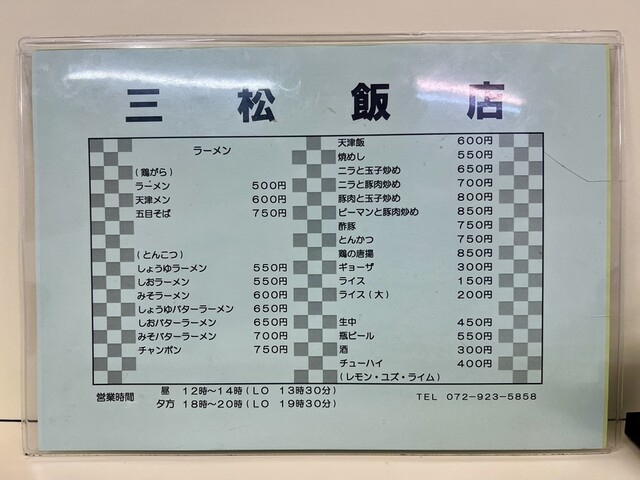 三松飯店
ラーメン
(鶏がら)
ラーメン 500円
天津メン 600円
五目そば 750円
(とんこつ)
しょうゆラーメン 550円
しおラーメン 550円
みそラーメン 600円
しょうゆバターラーメン 650円
しおバターラーメン 650円
みそバターラーメン 700円
チャンポン 750円
天津飯 600円
焼めし 550円
ニラと玉子炒め 650円
ニラと豚肉炒め 700円
豚肉と玉子炒め 800円
ピーマンと豚肉炒め 850円
酢豚 750円
とんかつ 750円
鶏の唐揚 850円
ギョーザ 300円
ライス 150円
ライス(大) 200円
生中 450円
瓶ビール 550円
酒 300円
チューハイ 400円
(レモン・ユズ・ライム)
営業時間 昼 12時〜14時(LO 13時30分)
夕方 18時〜20時(LO 19時30分)
TEL 072-923-5858